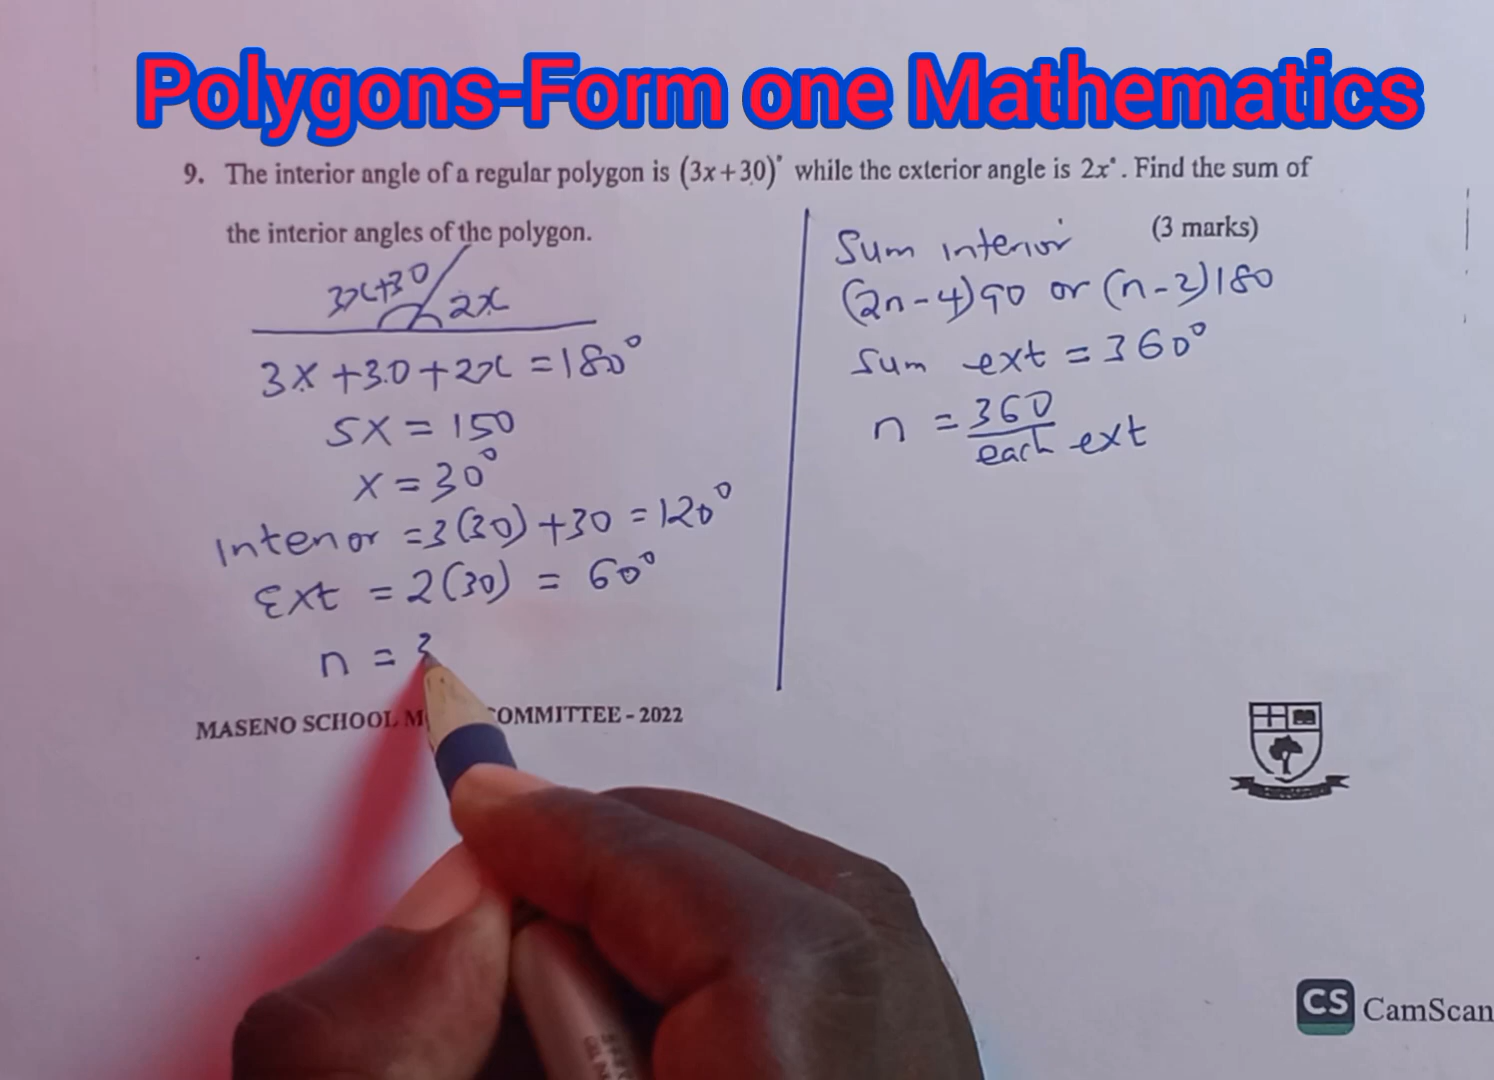 Polygons-Form one Mathematics
9. The interior angle of a regular polygon is (3x+30)° while the exterior angle is 2x°. Find the sum of
the interior angles of the polygon. (3 marks)
3x+30 2x
3x+30+2x = 180°
5x = 150
x = 30°
Interior = 3(30)+30 = 120°
Ext = 2(30) = 60°
n = 3
Sum interior
(2n-4)90 or (n-2)180
Sum ext = 360°
n = 360
each ext
MASENO SCHOOL COMMITTEE - 2022
CS CamScan